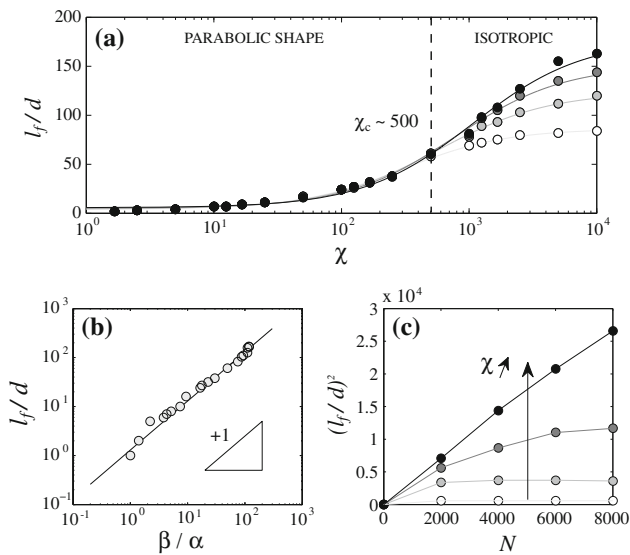 (a)
PARABOLIC SHAPE
ISOTROPIC
χc ~ 500
l_f / d
200
150
100
50
0
10^0
10^1
10^2
10^3
10^4
χ
(b)
l_f / d
10^3
10^2
10^1
10^0
10^-1
+1
10^-1
10^0
10^1
10^2
10^3
β / α
(c)
x 10^4
(l_f / d)^2
3
2.5
2
1.5
1
0.5
0
χ
0
2000
4000
6000
8000
N